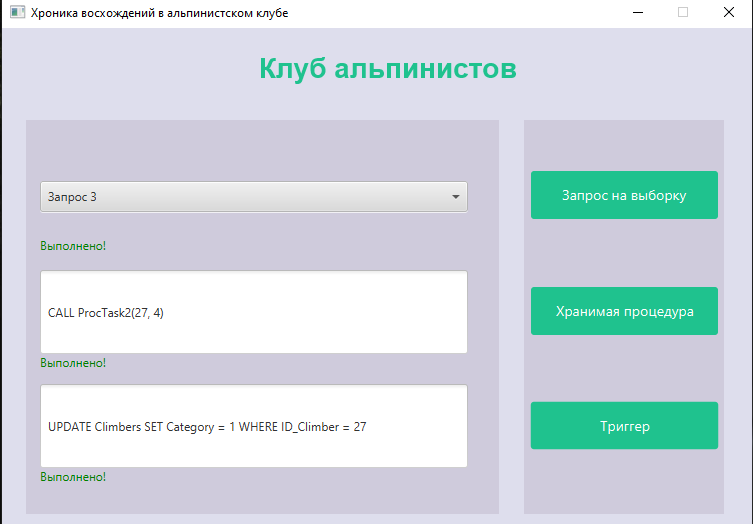 Хроника восхождений в альпинистском клубе
Клуб альпинистов
Запрос 3
Выполнено!
CALL ProcTask2(27, 4)
Выполнено!
UPDATE Climbers SET Category = 1 WHERE ID_Climber = 27
Выполнено!
Запрос на выборку
Хранимая процедура
Триггер